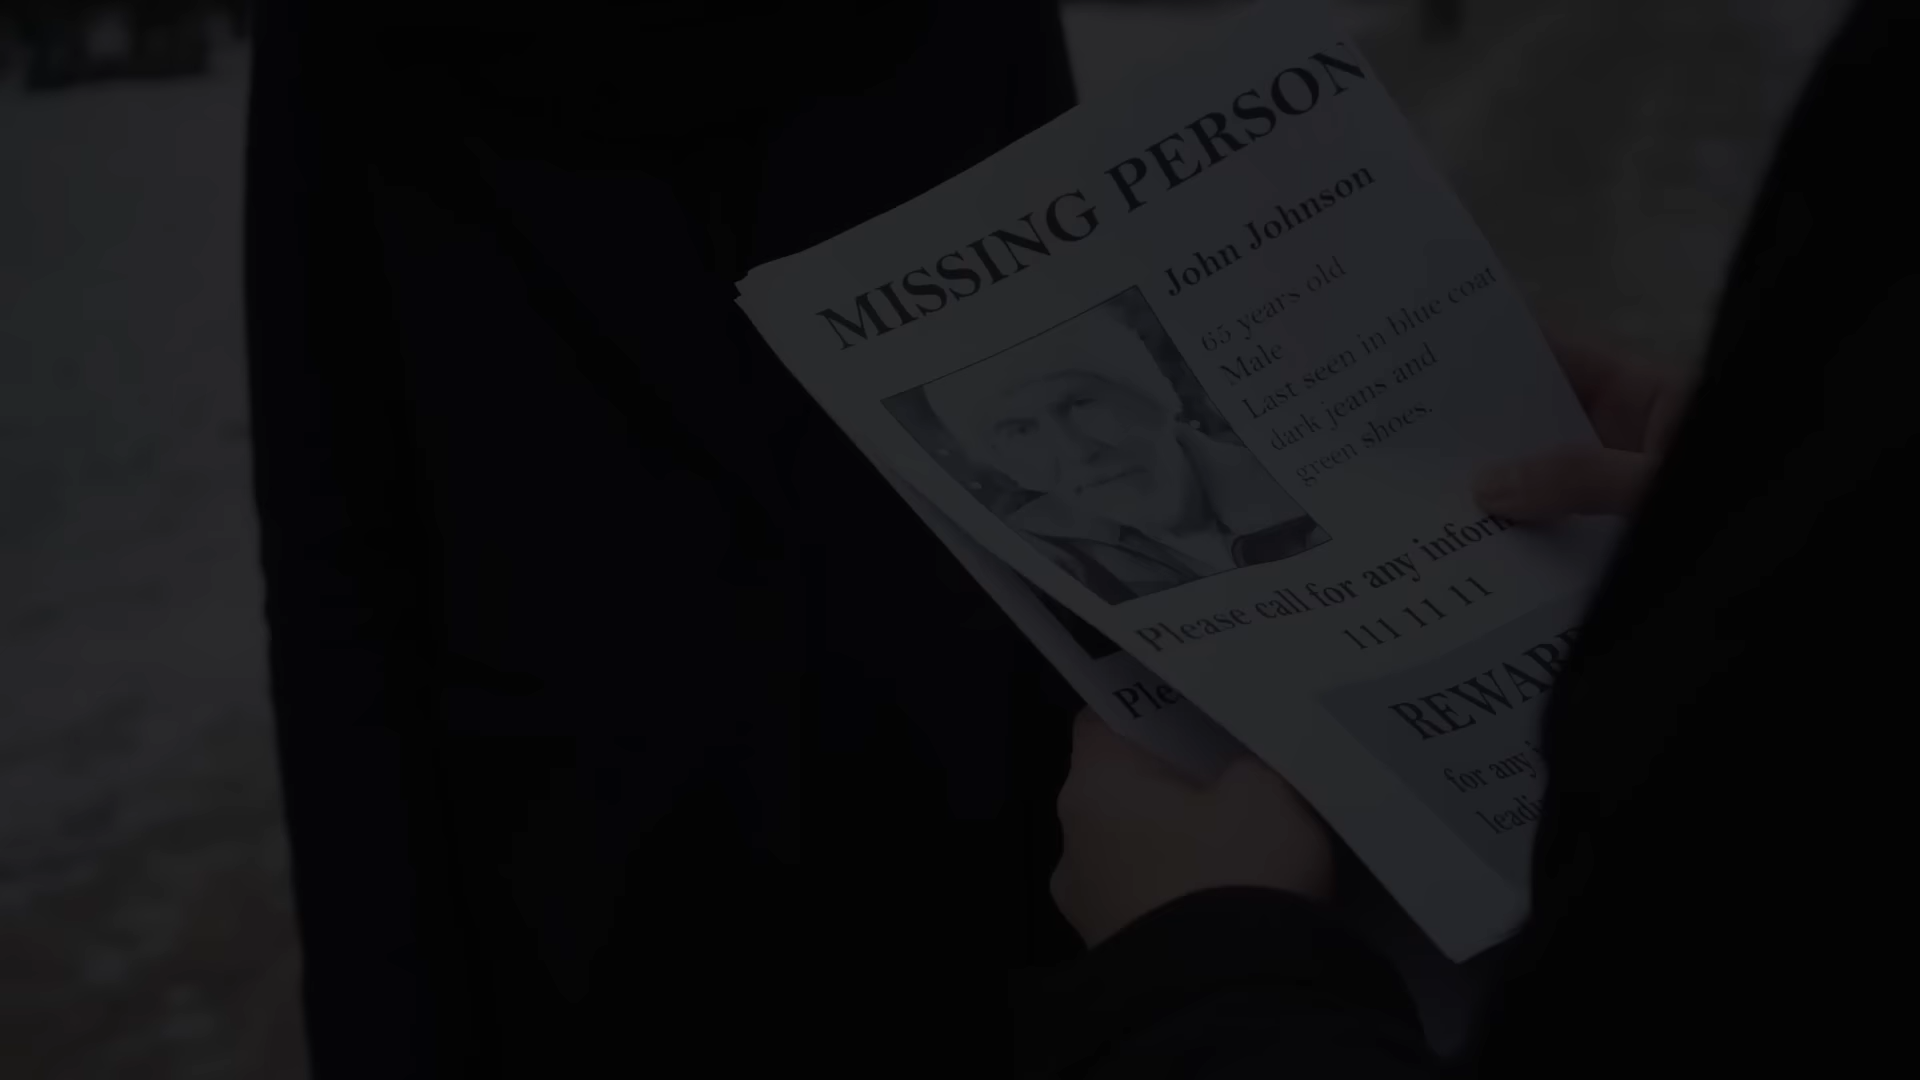 MISSING PERSON
John Johnson
65 years old
Male
Last seen in blue coat
dark jeans and
green shoes.
Please call for any inform
111 11 11
REWARD
for any
leadi
Ple